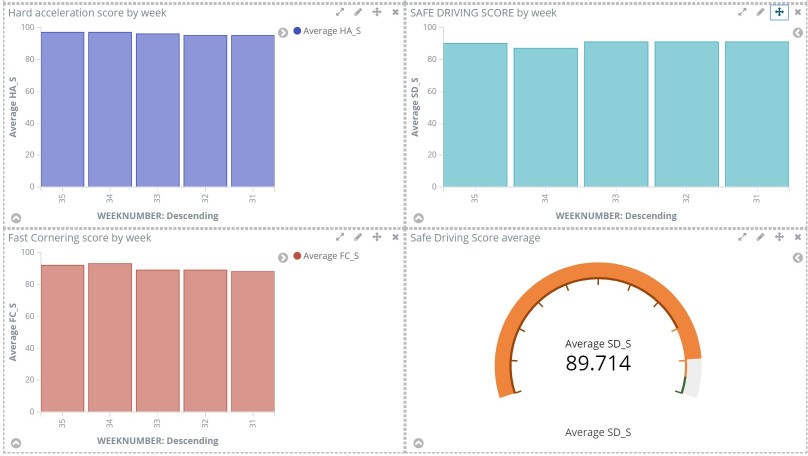 Hard acceleration score by week
Average HA_S
100
80
60
40
20
0
Average HA_S
35 34 33 32 31
WEEKNUMBER: Descending
SAFE DRIVING SCORE by week
100
80
60
40
20
0
Average SD_S
35 34 33 32 31
WEEKNUMBER: Descending
Fast Cornering score by week
Average FC_S
100
80
60
40
20
0
Average FC_S
35 34 33 32 31
WEEKNUMBER: Descending
Safe Driving Score average
Average SD_S
89.714
Average SD_S